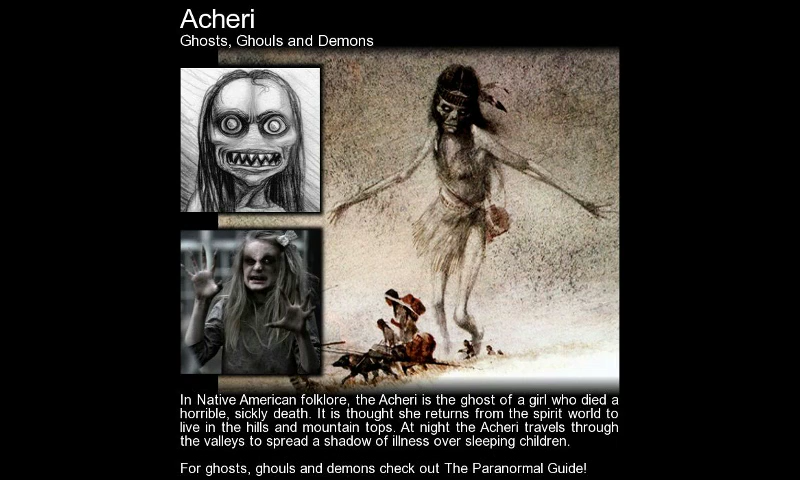 Acheri
Ghosts, Ghouls and Demons
In Native American folklore, the Acheri is the ghost of a girl who died a
horrible, sickly death. It is thought she returns from the spirit world to
live in the hills and mountain tops. At night the Acheri travels through
the valleys to spread a shadow of illness over sleeping children.
For ghosts, ghouls and demons check out The Paranormal Guide!